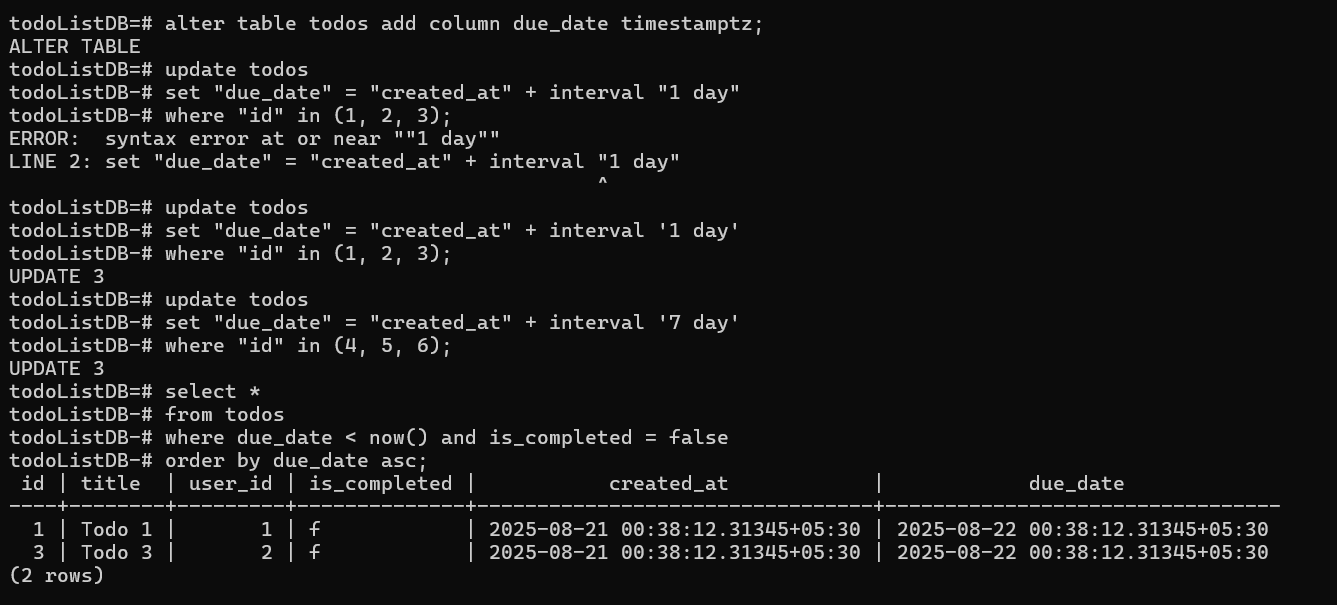 todoListDB=# alter table todos add column due_date timestamptz;
ALTER TABLE
todoListDB=# update todos
todoListDB-# set "due_date" = "created_at" + interval "1 day"
todoListDB-# where "id" in (1, 2, 3);
ERROR:  syntax error at or near ""1 day""
LINE 2: set "due_date" = "created_at" + interval "1 day"
                                                 ^
todoListDB=# update todos
todoListDB-# set "due_date" = "created_at" + interval '1 day'
todoListDB-# where "id" in (1, 2, 3);
UPDATE 3
todoListDB=# update todos
todoListDB-# set "due_date" = "created_at" + interval '7 day'
todoListDB-# where "id" in (4, 5, 6);
UPDATE 3
todoListDB=# select *
todoListDB-# from todos
todoListDB-# where due_date < now() and is_completed = false
todoListDB-# order by due_date asc;
 id | title  | user_id | is_completed |           created_at            |            due_date
----+--------+---------+--------------+---------------------------------+---------------------------------
  1 | Todo 1 |       1 | f            | 2025-08-21 00:38:12.31345+05:30 | 2025-08-22 00:38:12.31345+05:30
  3 | Todo 3 |       2 | f            | 2025-08-21 00:38:12.31345+05:30 | 2025-08-22 00:38:12.31345+05:30
(2 rows)